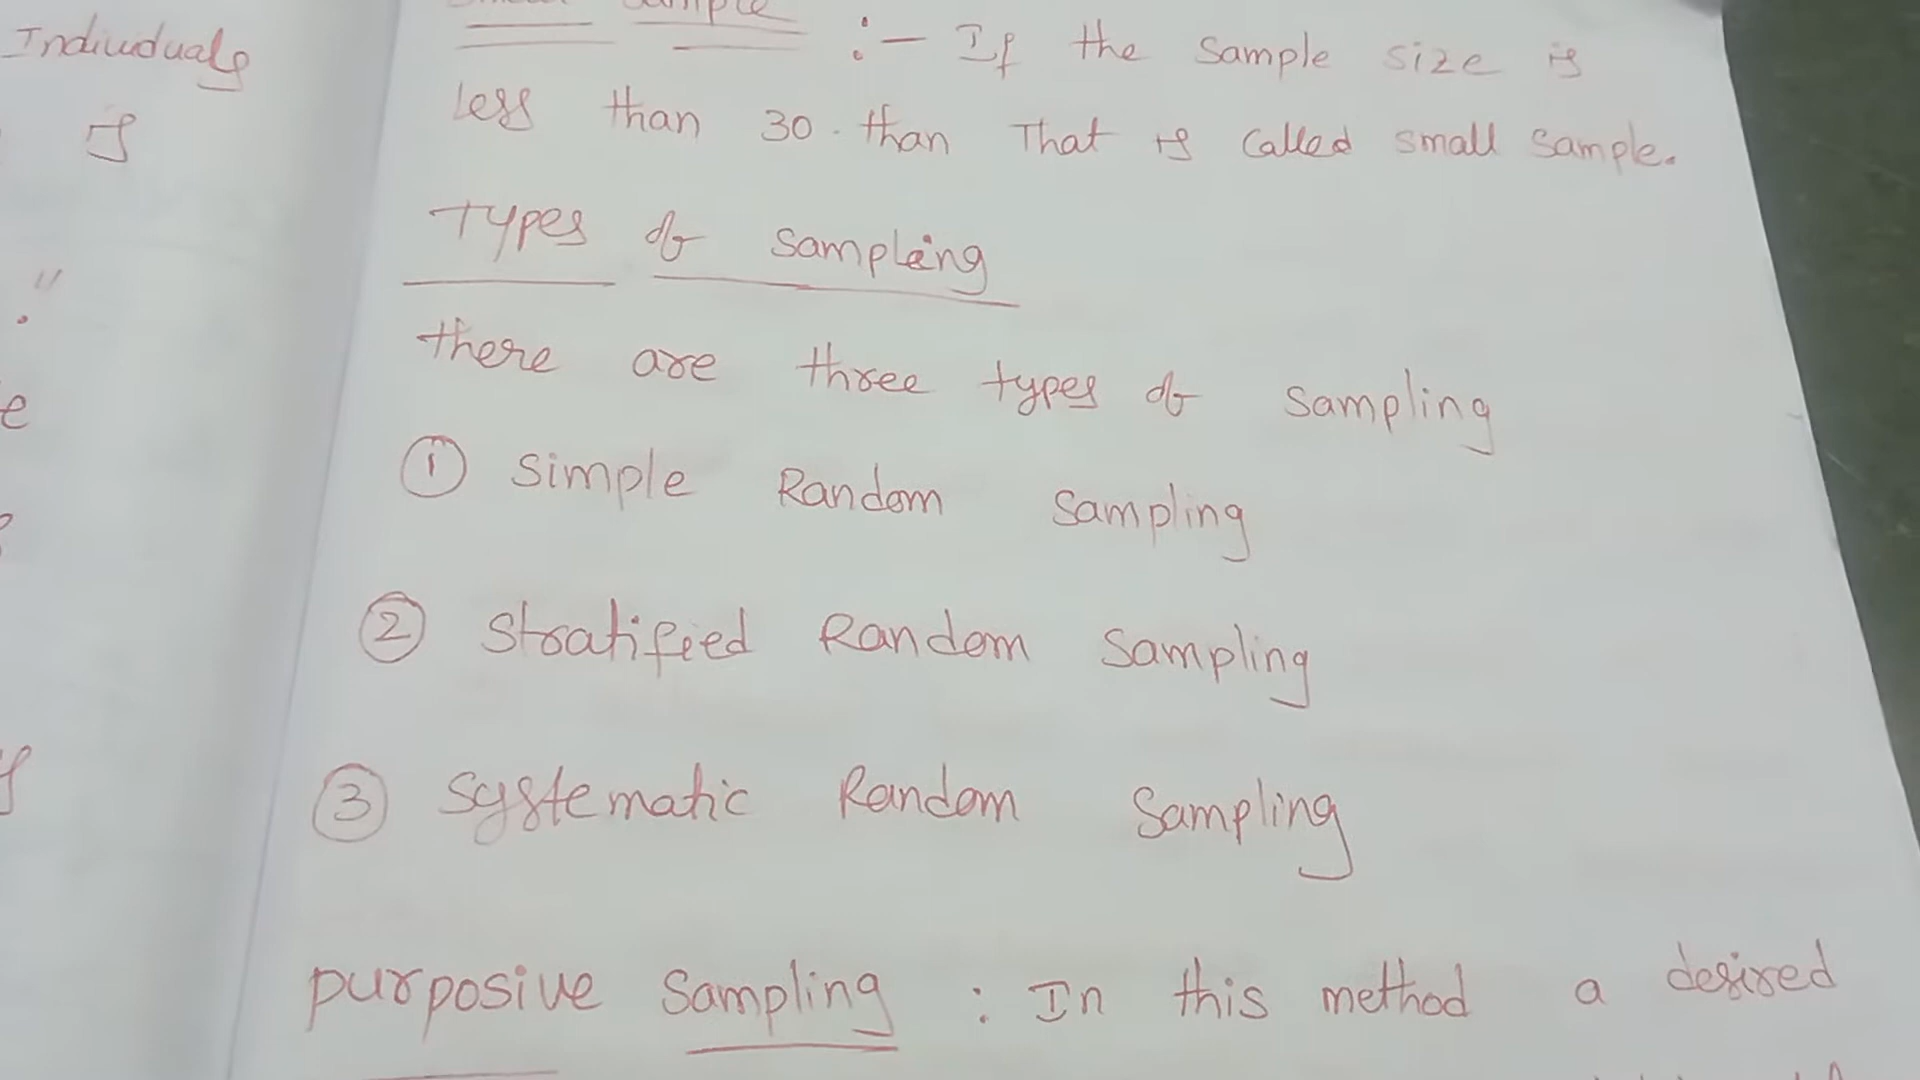 Individuals
is
Sample :- If the Sample size is
Less than 30 . than That is Called small Sample.
Types of Sampling
there are three types of Sampling
① Simple Random Sampling
② Stratified Random Sampling
③ Systematic Random Sampling
purposive Sampling : In this method a desired